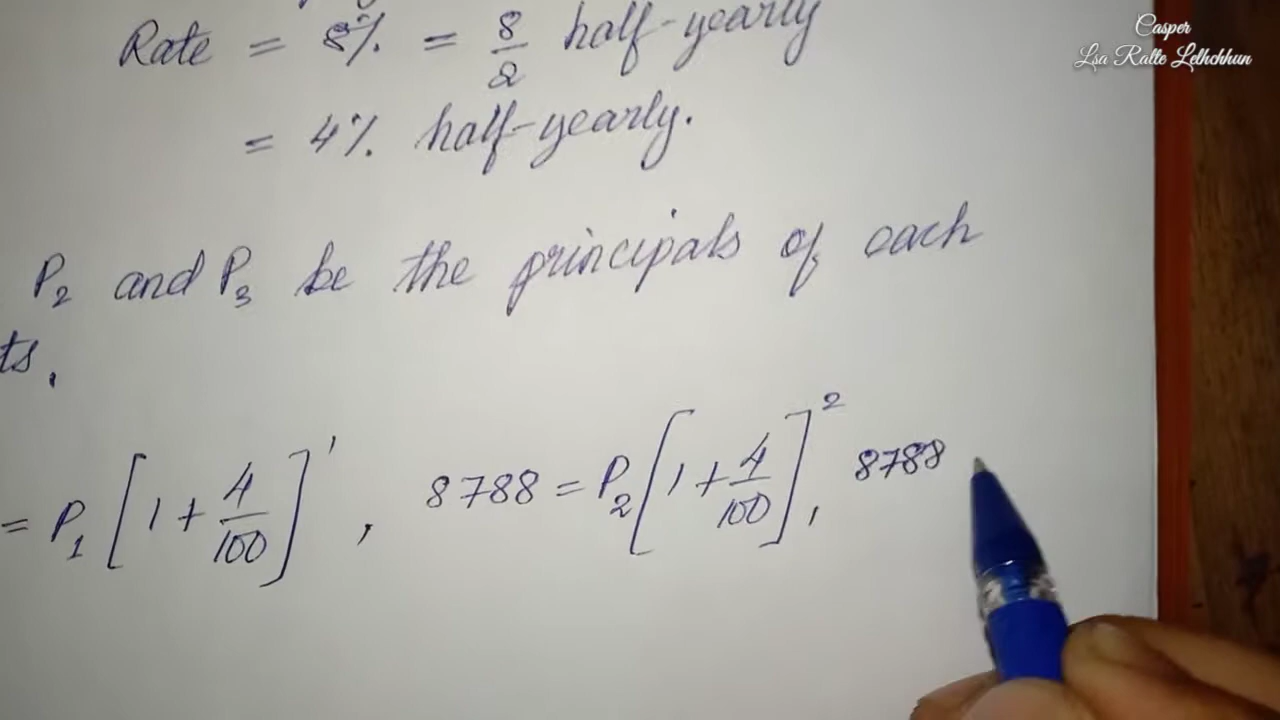 Casper
Lsa Ralte Lethchhun
Rate = 8% = 8/2 half-yearly
= 4% half-yearly.
P₂ and P₃ be the principals of each
ts.
= P₁ [1 + 4/100]¹, 8788 = P₂ [1 + 4/100]², 8788